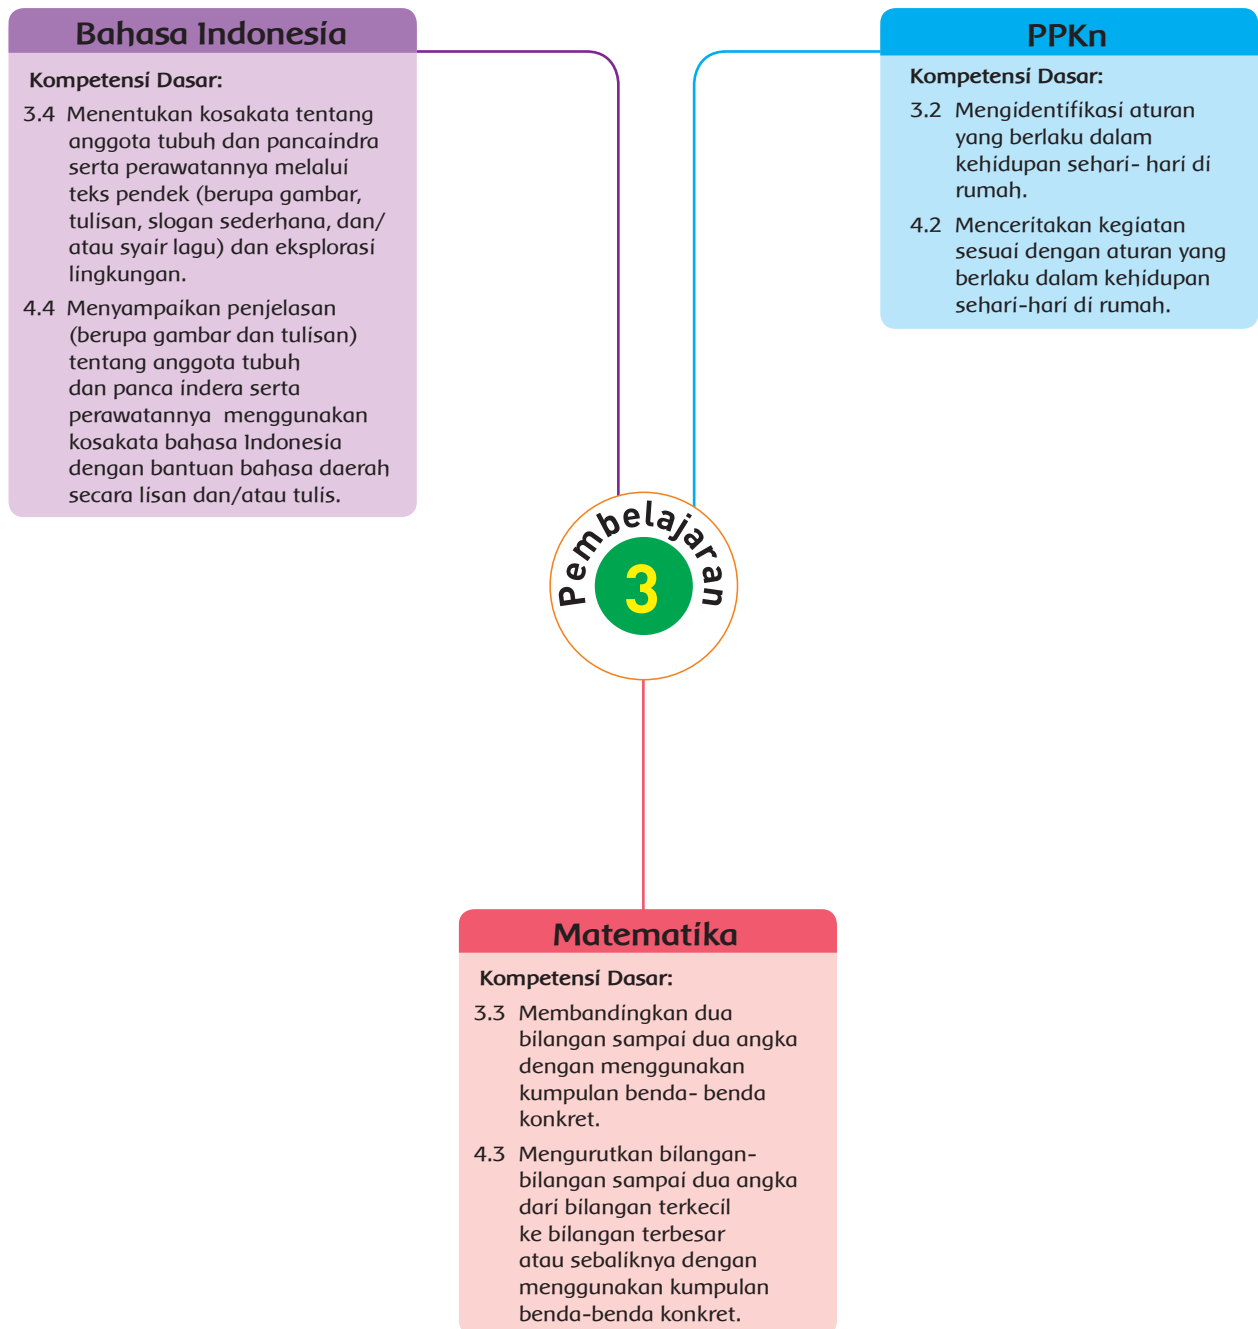 Bahasa Indonesia
Kompetensi Dasar:
3.4 Menentukan kosakata tentang
anggota tubuh dan pancaindra
serta perawatannya melalui
teks pendek (berupa gambar,
tulisan, slogan sederhana, dan/
atau syair lagu) dan eksplorasi
lingkungan.
4.4 Menyampaikan penjelasan
(berupa gambar dan tulisan)
tentang anggota tubuh
dan panca indera serta
perawatannya menggunakan
kosakata bahasa Indonesia
dengan bantuan bahasa daerah
secara lisan dan/atau tulis.
PPKn
Kompetensi Dasar:
3.2 Mengidentifikasi aturan
yang berlaku dalam
kehidupan sehari- hari di
rumah.
4.2 Menceritakan kegiatan
sesuai dengan aturan yang
berlaku dalam kehidupan
sehari-hari di rumah.
Pembelajaran
3
Matematika
Kompetensi Dasar:
3.3 Membandingkan dua
bilangan sampai dua angka
dengan menggunakan
kumpulan benda- benda
konkret.
4.3 Mengurutkan bilangan-
bilangan sampai dua angka
dari bilangan terkecil
ke bilangan terbesar
atau sebaliknya dengan
menggunakan kumpulan
benda-benda konkret.